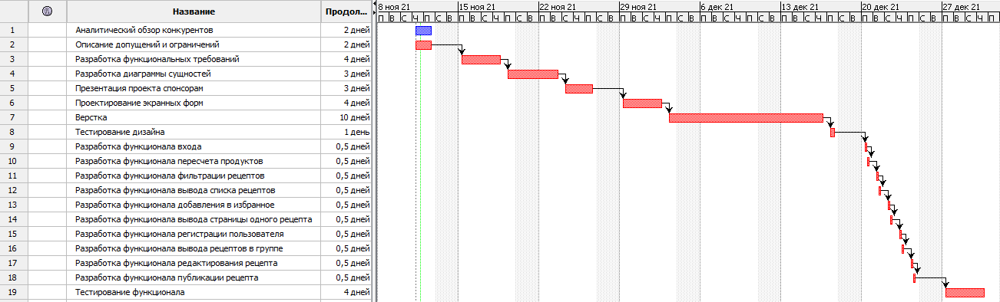 Название Продол...
8 ноя 21 15 ноя 21 22 ноя 21 29 ноя 21 6 дек 21 13 дек 21 20 дек 21 27 дек 21
П В С Ч П С В П В С Ч П С В П В С Ч П С В П В С Ч П С В П В С Ч П С В П В С Ч П С В П В С Ч П С В П В С Ч П
1 Аналитический обзор конкурентов 2 дней
2 Описание допущений и ограничений 2 дней
3 Разработка функциональных требований 4 дней
4 Разработка диаграммы сущностей 3 дней
5 Презентация проекта спонсорам 3 дней
6 Проектирование экранных форм 4 дней
7 Верстка 10 дней
8 Тестирование дизайна 1 день
9 Разработка функционала входа 0,5 дней
10 Разработка функционала пересчета продуктов 0,5 дней
11 Разработка функционала фильтрации рецептов 0,5 дней
12 Разработка функционала вывода списка рецептов 0,5 дней
13 Разработка функционала добавления в избранное 0,5 дней
14 Разработка функционала вывода страницы одного рецепта 0,5 дней
15 Разработка функционала регистрации пользователя 0,5 дней
16 Разработка функционала вывода рецептов в группе 0,5 дней
17 Разработка функционала редактирования рецепта 0,5 дней
18 Разработка функционала публикации рецепта 0,5 дней
19 Тестирование функционала 4 дней